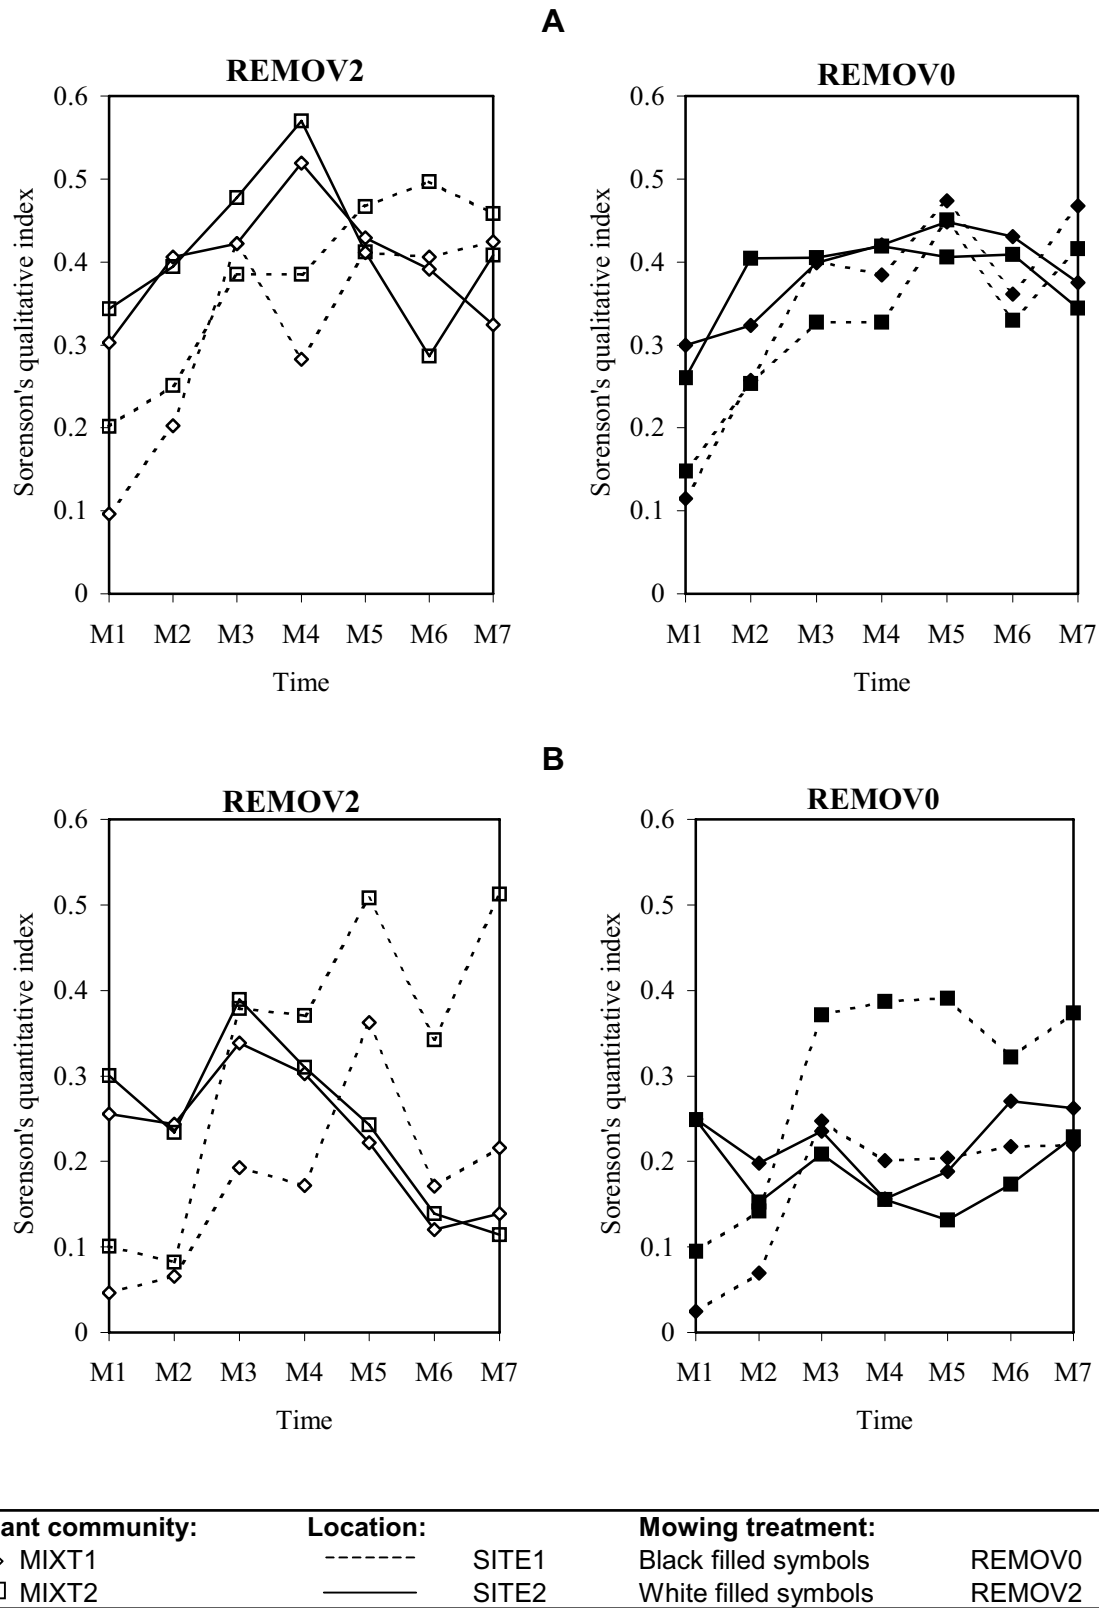 A
REMOV2
REMOV0
Sorenson's qualitative index
0.6
0.5
0.4
0.3
0.2
0.1
0
M1 M2 M3 M4 M5 M6 M7
Time
Sorenson's qualitative index
0.6
0.5
0.4
0.3
0.2
0.1
0
M1 M2 M3 M4 M5 M6 M7
Time
B
REMOV2
REMOV0
Sorenson's quantitative index
0.6
0.5
0.4
0.3
0.2
0.1
0
M1 M2 M3 M4 M5 M6 M7
Time
Sorenson's quantitative index
0.6
0.5
0.4
0.3
0.2
0.1
0
M1 M2 M3 M4 M5 M6 M7
Time
ant community: Location: Mowing treatment:
MIXT1 SITE1 Black filled symbols REMOV0
MIXT2 SITE2 White filled symbols REMOV2